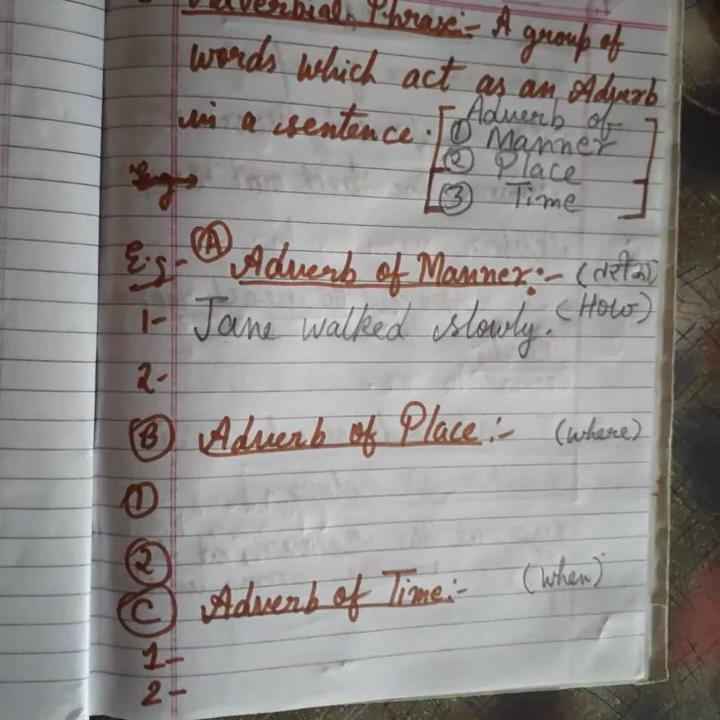 Adverbial Phrase:- A group of
words which act as an Adverb
in a sentence.
[Adverb of
① Manner
② Place
③ Time]
E.g- Ⓐ Adverb of Manner:- (तरीका)
1- Jane walked slowly. (How)
2-
Ⓑ Adverb of Place:- (where)
①
②
Ⓒ Adverb of Time:- (when)
1-
2-